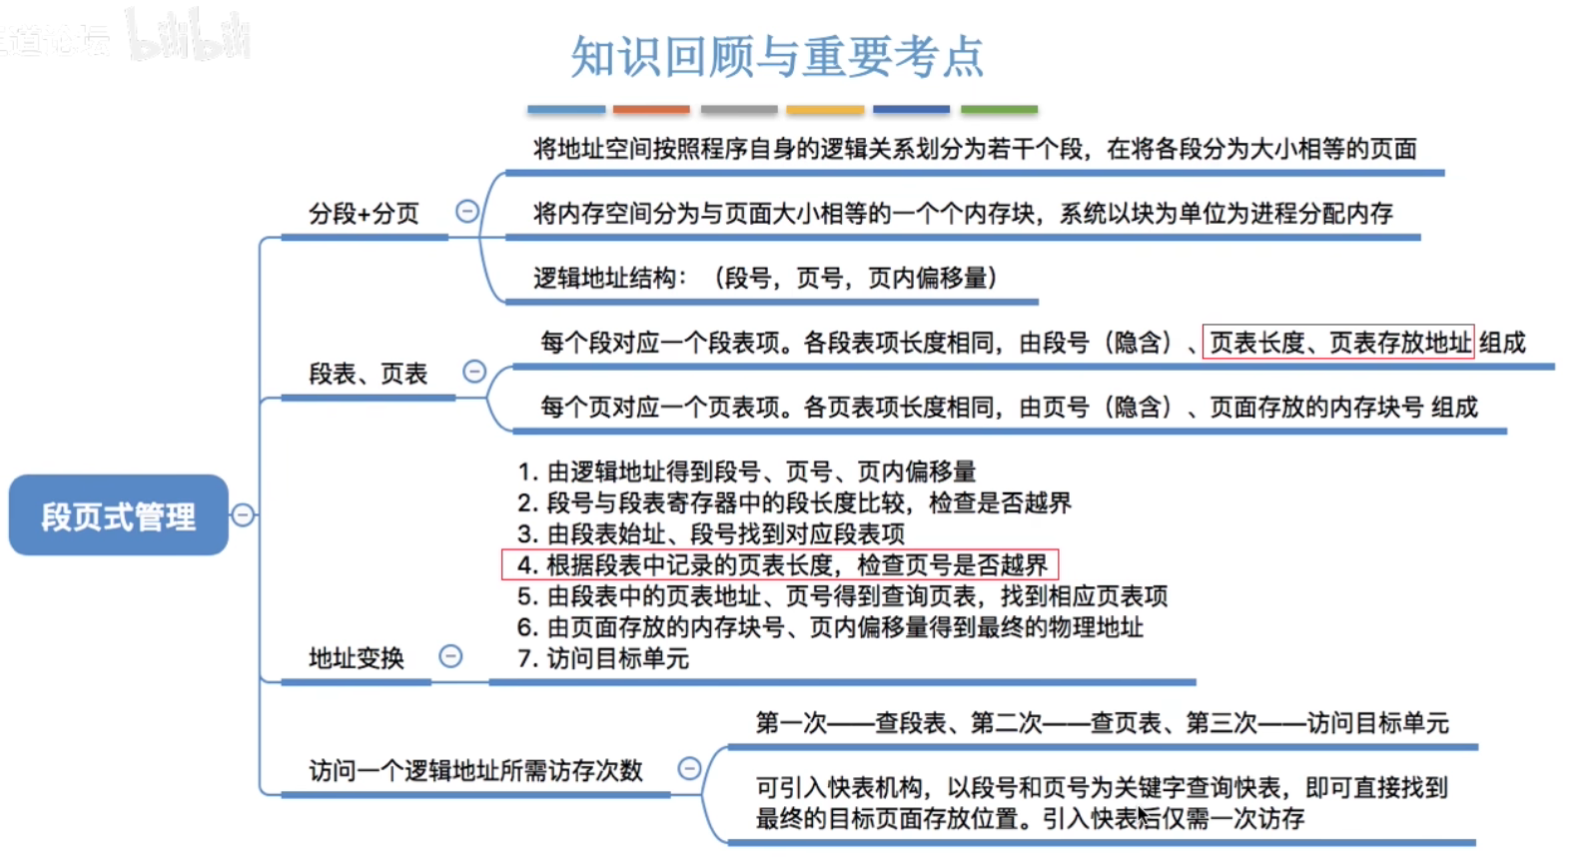 道论坛 bilibili
知识回顾与重要考点
将地址空间按照程序自身的逻辑关系划分为若干个段，在将各段分为大小相等的页面
分段+分页
将内存空间分为与页面大小相等的一个个内存块，系统以块为单位为进程分配内存
逻辑地址结构：（段号，页号，页内偏移量）
每个段对应一个段表项。各段表项长度相同，由段号（隐含）、页表长度、页表存放地址 组成
段表、页表
每个页对应一个页表项。各页表项长度相同，由页号（隐含）、页面存放的内存块号 组成
段页式管理
1. 由逻辑地址得到段号、页号、页内偏移量
2. 段号与段表寄存器中的段长度比较，检查是否越界
3. 由段表始址、段号找到对应段表项
4. 根据段表中记录的页表长度，检查页号是否越界
5. 由段表中的页表地址、页号得到查询页表，找到相应页表项
6. 由页面存放的内存块号、页内偏移量得到最终的物理地址
7. 访问目标单元
地址变换
第一次——查段表、第二次——查页表、第三次——访问目标单元
访问一个逻辑地址所需访存次数
可引入快表机构，以段号和页号为关键字查询快表，即可直接找到
最终的目标页面存放位置。引入快表后仅需一次访存